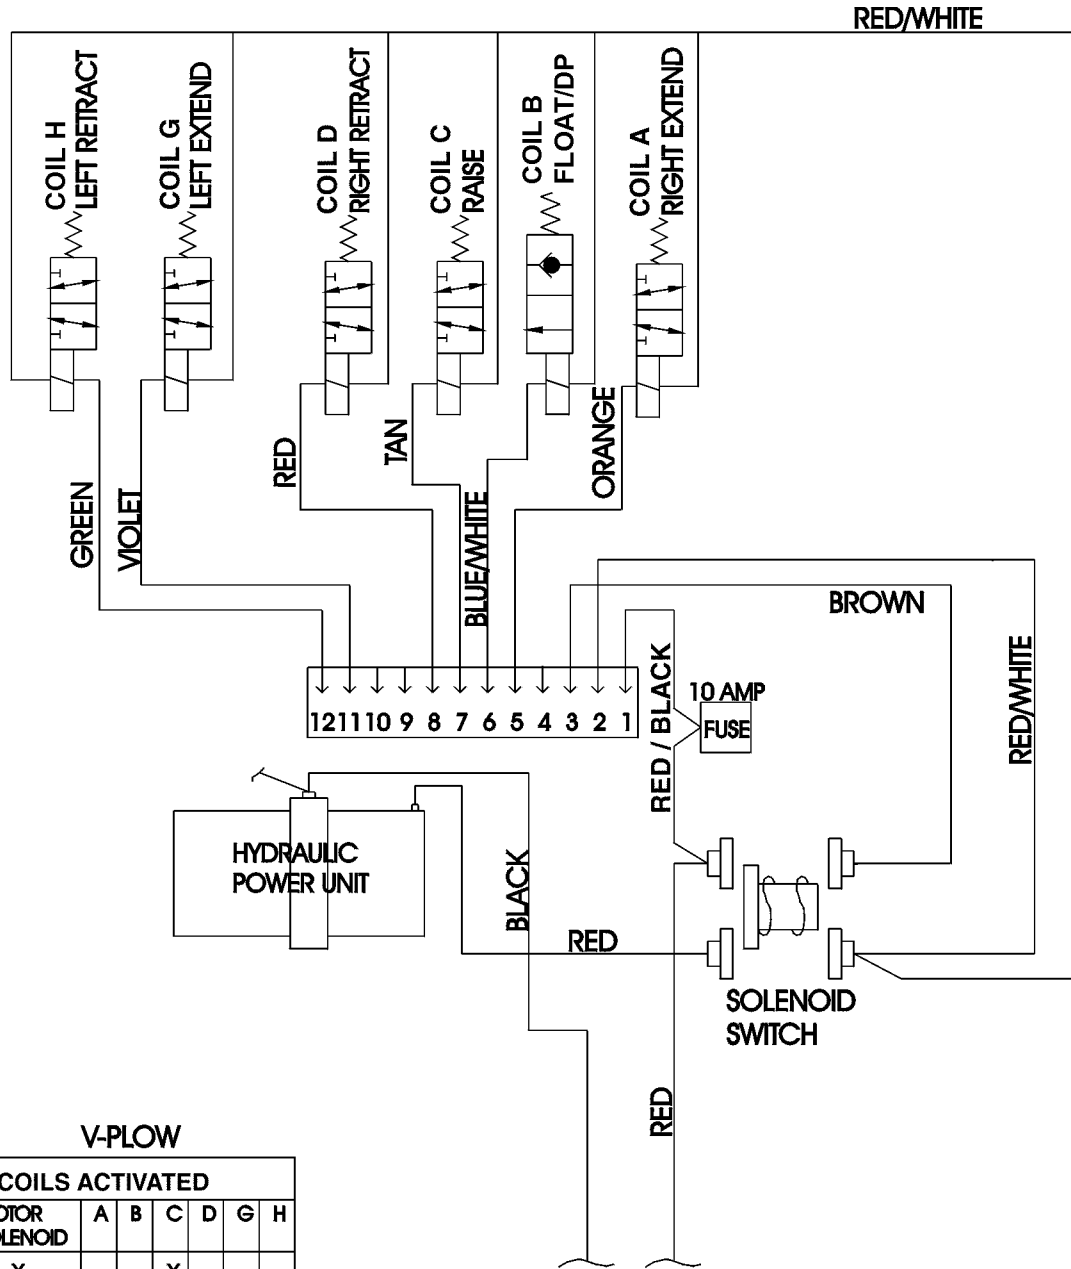 RED/WHITE
COIL H
LEFT RETRACT
COIL G
LEFT EXTEND
COIL D
RIGHT RETRACT
COIL C
RAISE
COIL B
FLOAT/DP
COIL A
RIGHT EXTEND
GREEN
VIOLET
RED
TAN
BLUE/WHITE
ORANGE
BROWN
RED/WHITE
RED / BLACK
10 AMP
FUSE
12 11 10 9 8 7 6 5 4 3 2 1
HYDRAULIC
POWER UNIT
BLACK
RED
SOLENOID
SWITCH
RED
V-PLOW
COILS ACTIVATED
OTOR
LENOID
A B C D G H
X X